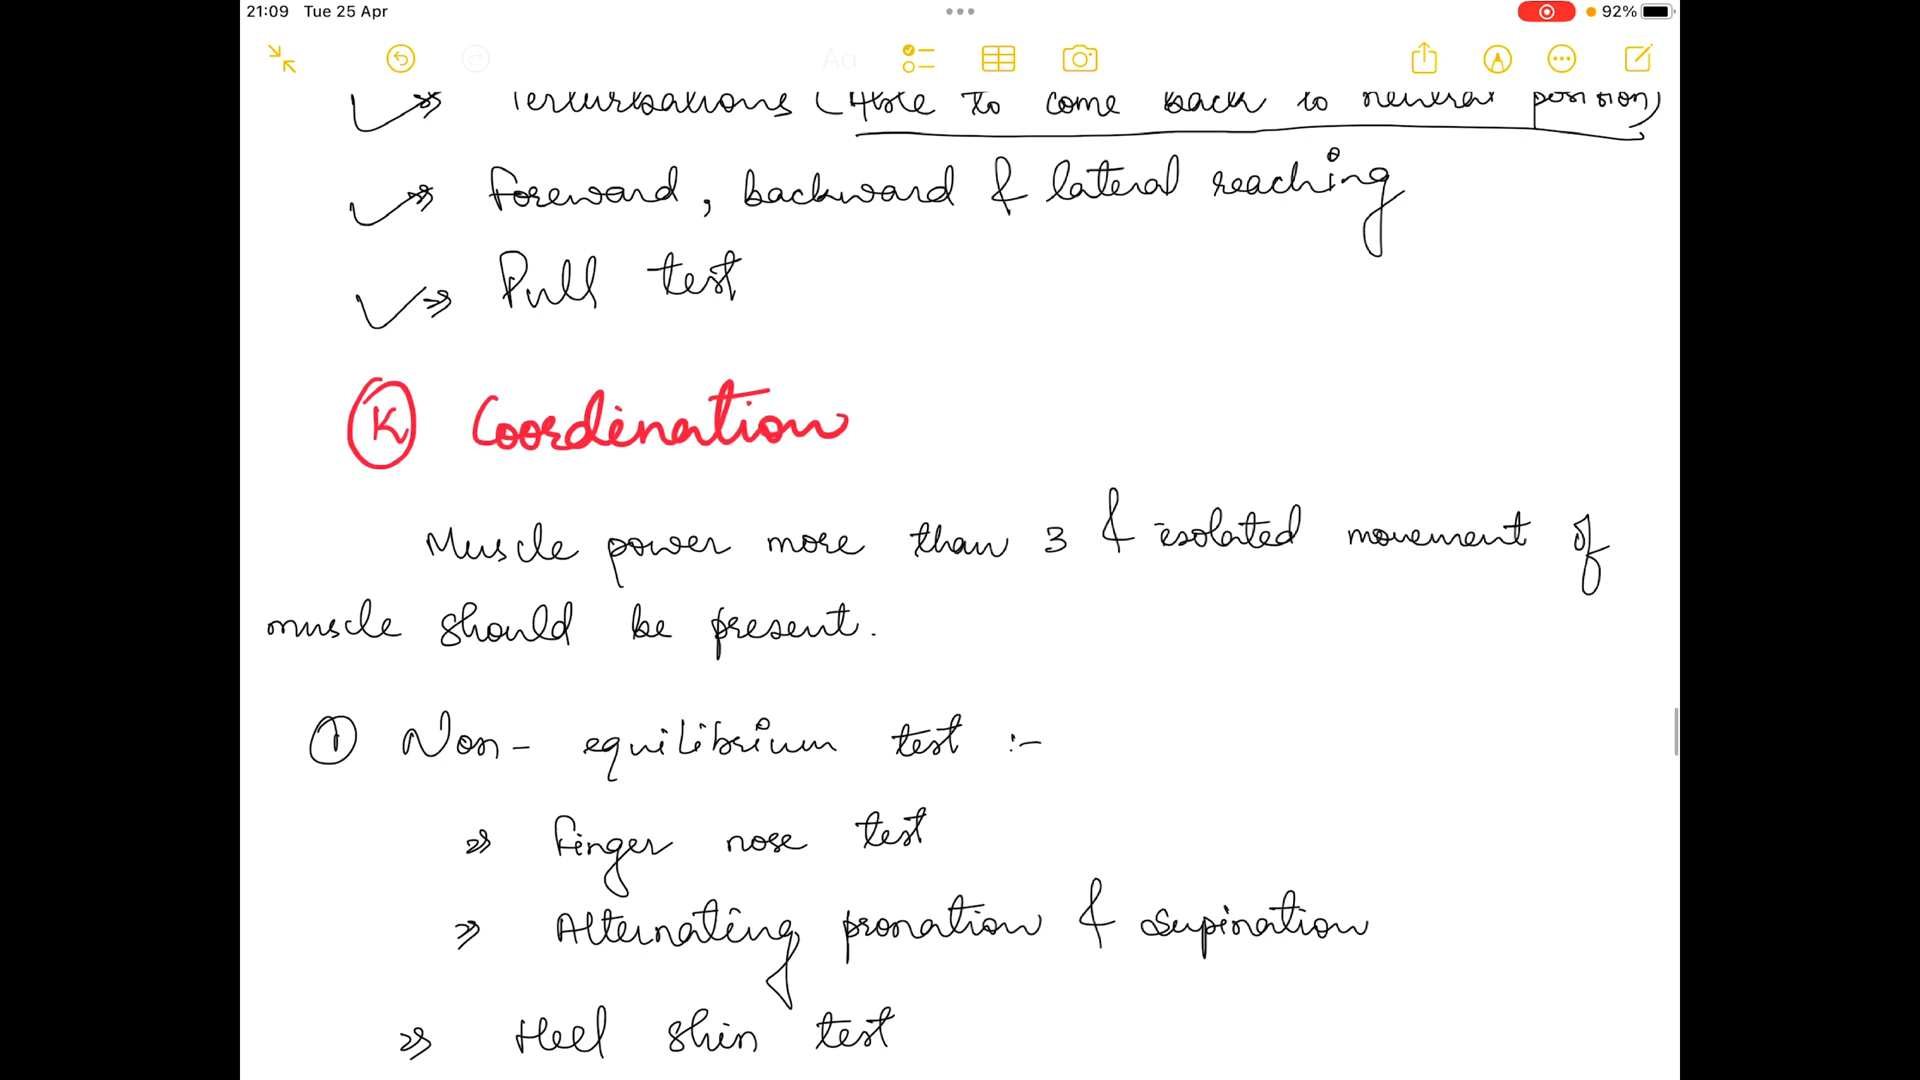 21:09 Tue 25 Apr
92%
Aa
⇒ Perturbations (Able to come back to neutral position)
⇒ Foreward, backward & lateral reaching
⇒ Pull test
K Coordination
Muscle power more than 3 & isolated movement of
muscle should be present.
1 Non-equilibrium test :-
⇒ Finger nose test
⇒ Alternating pronation & supination
⇒ Heel shin test